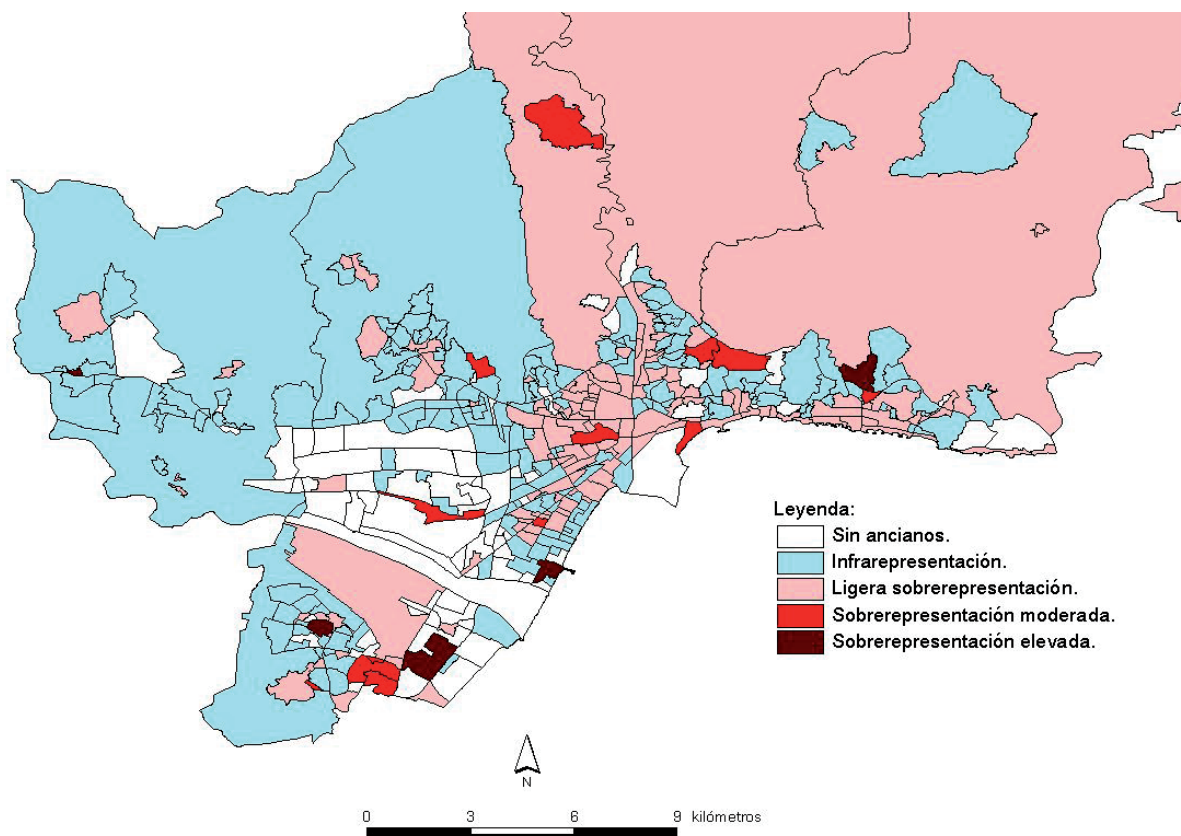 Leyenda:
Sin ancianos.
Infrarepresentación.
Ligera sobrerepresentación.
Sobrerepresentación moderada.
Sobrerepresentación elevada.
N
0 3 6 9 kilómetros